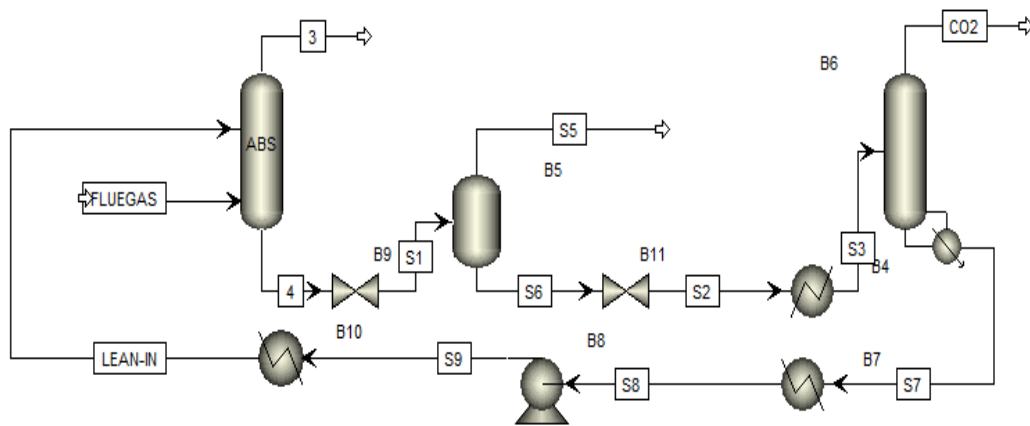 3
CO2
B6
ABS
S5
B5
FLUEGAS
S3
B4
B9
S1
B11
4
S6
S2
B10
B8
B7
LEAN-IN
S9
S8
S7